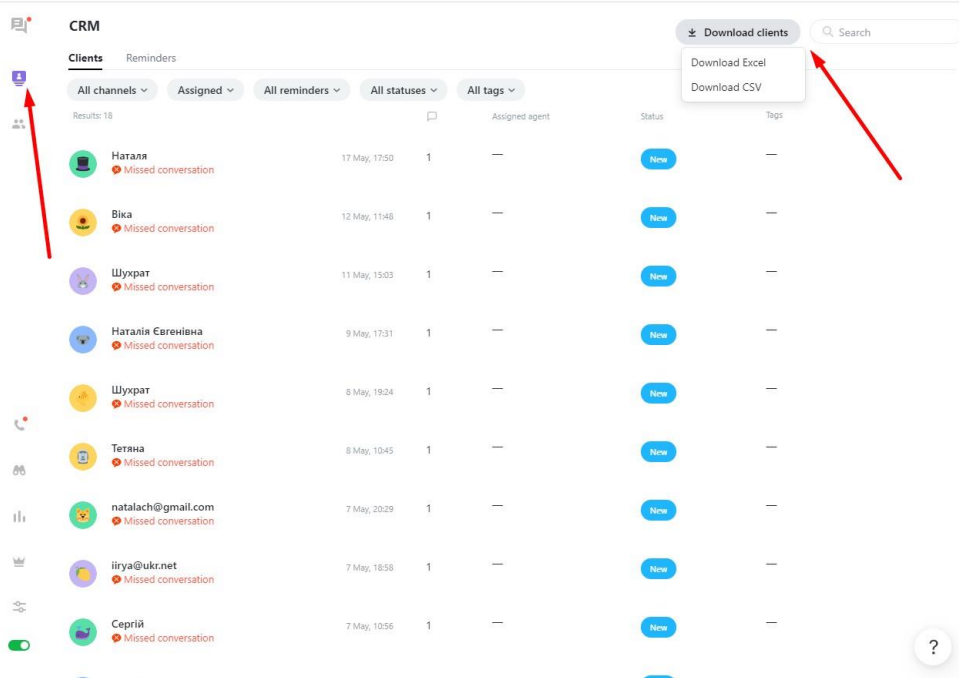 CRM
Download clients
Search
Clients Reminders
Download Excel
Download CSV
All channels Assigned All reminders All statuses All tags
Results: 18 Assigned agent Status Tags
Наталя 17 May, 17:50 1 — New —
Missed conversation
Віка 12 May, 11:48 1 — New —
Missed conversation
Шухрат 11 May, 15:03 1 — New —
Missed conversation
Наталія Євгенівна 9 May, 17:31 1 — New —
Missed conversation
Шухрат 8 May, 19:24 1 — New —
Missed conversation
Тетяна 8 May, 10:45 1 — New —
Missed conversation
natalach@gmail.com 7 May, 20:29 1 — New —
Missed conversation
iirya@ukr.net 7 May, 18:58 1 — New —
Missed conversation
Сергій 7 May, 10:56 1 — New —
Missed conversation
?